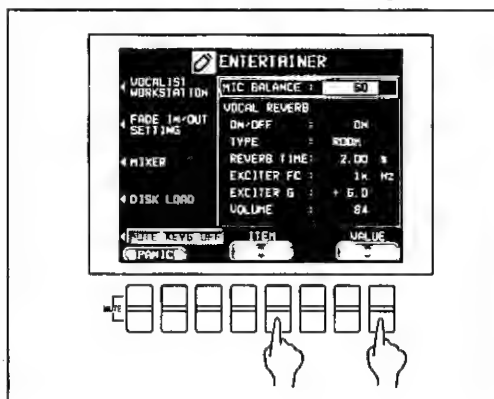 ENTERTAINER
VOCALIST
WORKSTATION
FADE IN/OUT
SETTING
MIXER
DISK LOAD
MUTE KEYB OFF
PANIC
MIC BALANCE : 50
VOCAL REVERB
ON/OFF : ON
TYPE : ROOM
REVERB TIME: 2.00 s
EXCITER FC : 1k Hz
EXCITER G : + 6.0
VOLUME : 84
ITEM
VALUE
MUTE